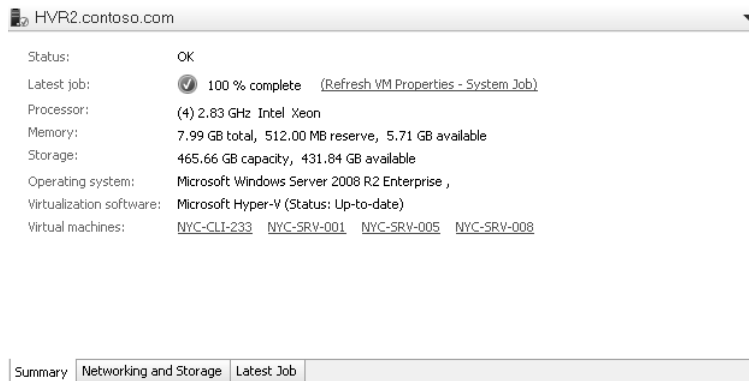 HVR2.contoso.com
Status: OK
Latest job: 100 % complete (Refresh VM Properties - System Job)
Processor: (4) 2.83 GHz Intel Xeon
Memory: 7.99 GB total, 512.00 MB reserve, 5.71 GB available
Storage: 465.66 GB capacity, 431.84 GB available
Operating system: Microsoft Windows Server 2008 R2 Enterprise ,
Virtualization software: Microsoft Hyper-V (Status: Up-to-date)
Virtual machines: NYC-CLI-233 NYC-SRV-001 NYC-SRV-005 NYC-SRV-008
Summary Networking and Storage Latest Job